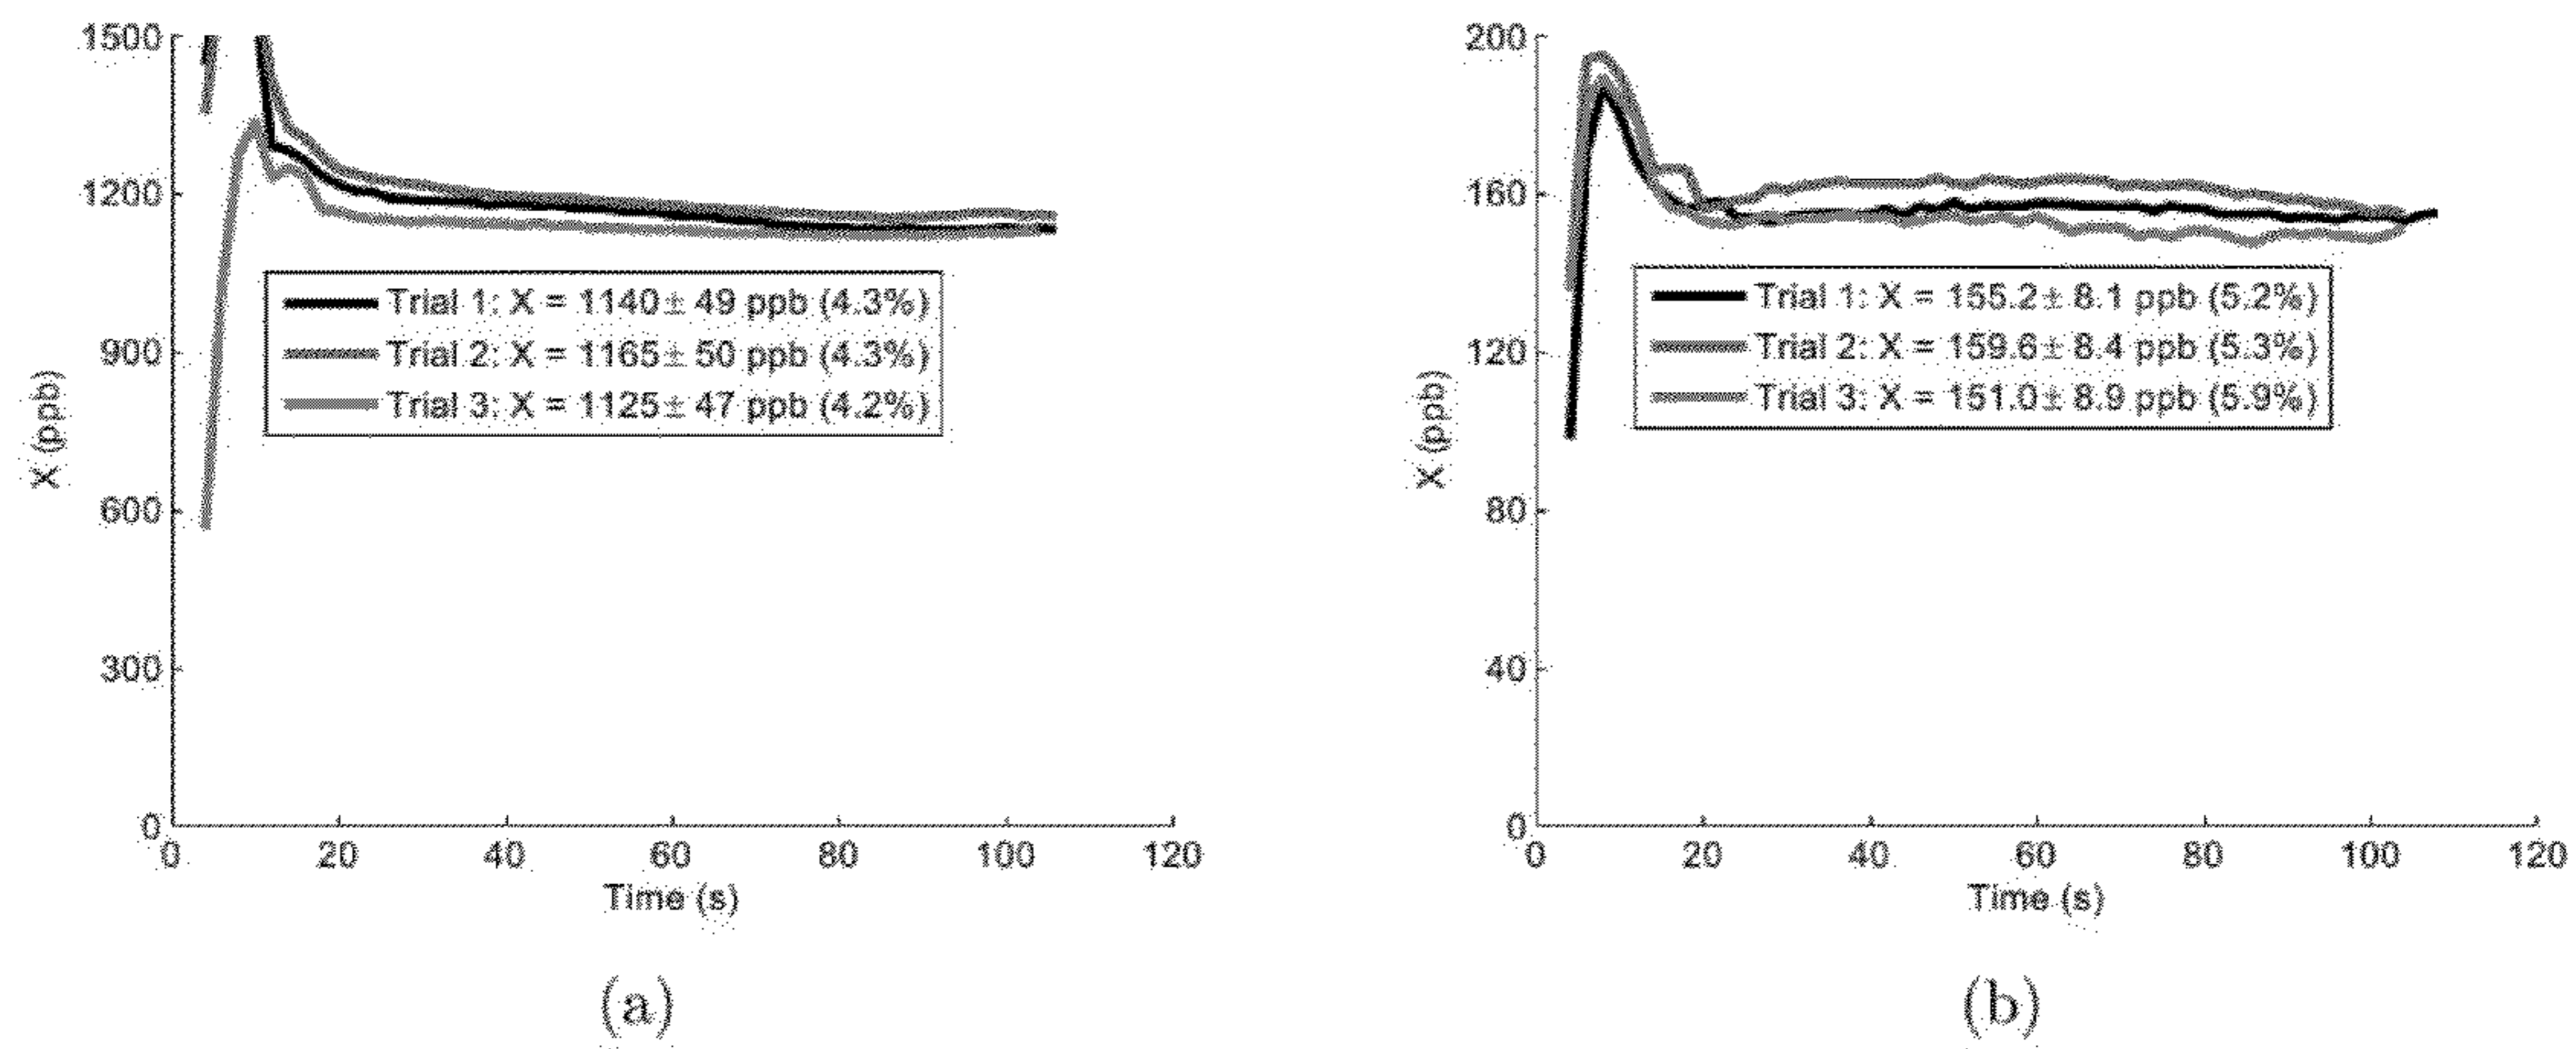 1500
1200
900
600
300
0
X (ppb)
Trial 1: X = 1140± 49 ppb (4.3%)
Trial 2: X = 1165± 50 ppb (4.3%)
Trial 3: X = 1125± 47 ppb (4.2%)
0 20 40 60 80 100 120
Time (s)
(a)
200
160
120
80
40
0
X (ppb)
Trial 1: X = 155.2± 8.1 ppb (5.2%)
Trial 2: X = 159.6± 8.4 ppb (5.3%)
Trial 3: X = 151.0± 8.9 ppb (5.9%)
0 20 40 60 80 100 120
Time (s)
(b)